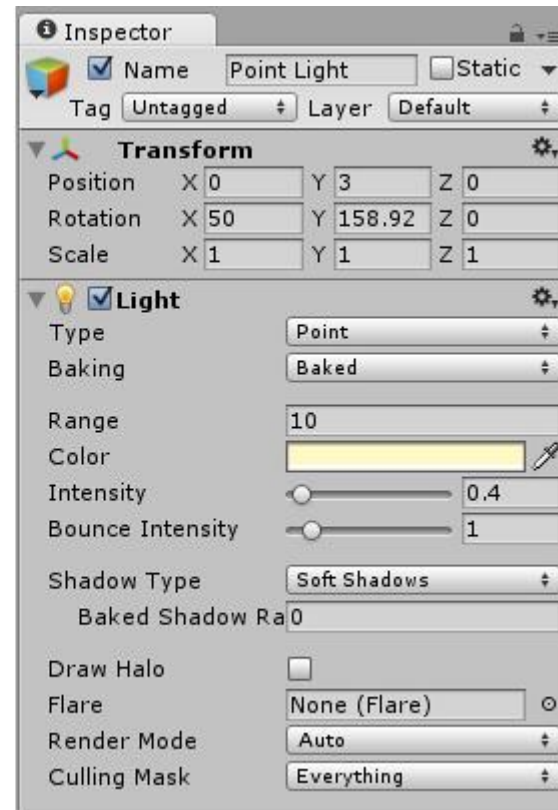 Inspector
Name Point Light Static
Tag Untagged Layer Default
Transform
Position X 0 Y 3 Z 0
Rotation X 50 Y 158.92 Z 0
Scale X 1 Y 1 Z 1
Light
Type Point
Baking Baked
Range 10
Color
Intensity 0.4
Bounce Intensity 1
Shadow Type Soft Shadows
Baked Shadow Ra 0
Draw Halo
Flare None (Flare)
Render Mode Auto
Culling Mask Everything